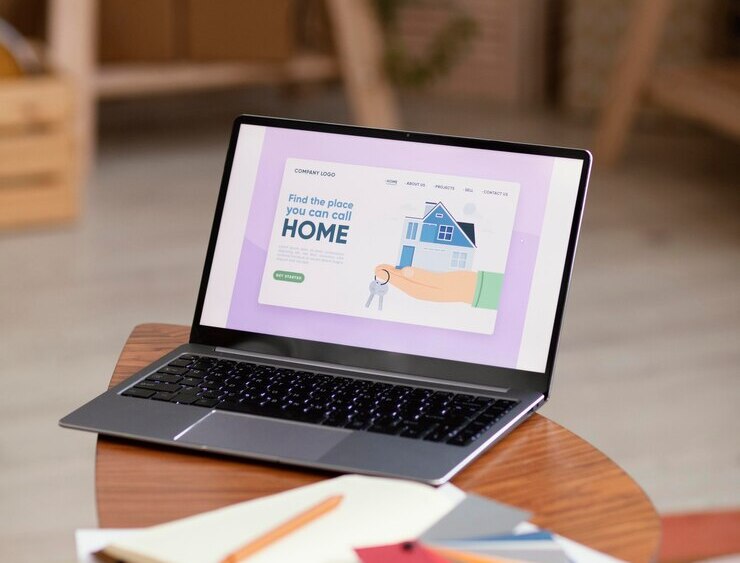 COMPANY LOGO
HOME
ABOUT US
PROJECTS
SELL
CONTACT US
Find the place
you can call
HOME
GET STARTED